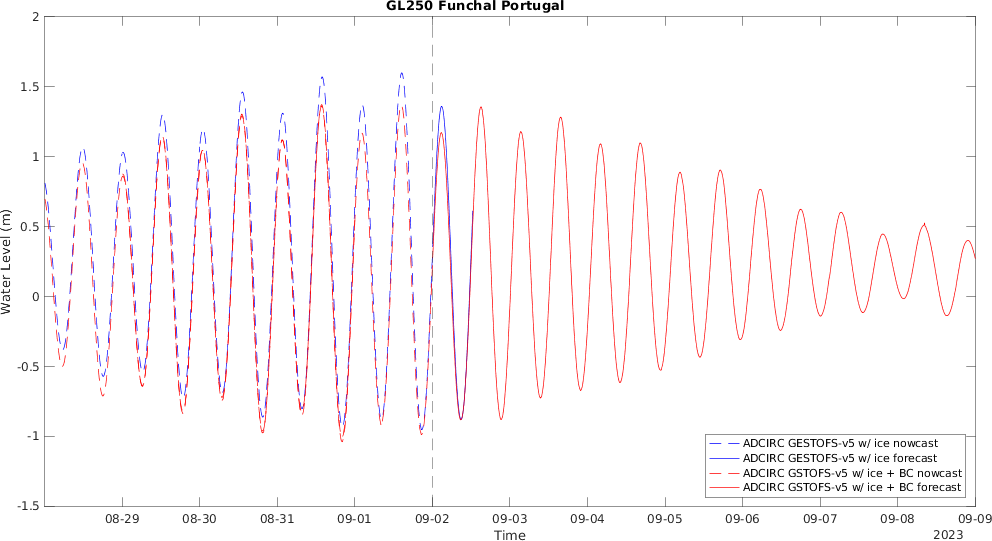 GL250 Funchal Portugal
2
1.5
1
0.5
0
-0.5
-1
-1.5
Water Level (m)
ADCIRC GESTOFS-v5 w/ ice nowcast
ADCIRC GESTOFS-v5 w/ ice forecast
ADCIRC GSTOFS-v5 w/ ice + BC nowcast
ADCIRC GSTOFS-v5 w/ ice + BC forecast
08-29 08-30 08-31 09-01 09-02 09-03 09-04 09-05 09-06 09-07 09-08 09-09
Time
2023